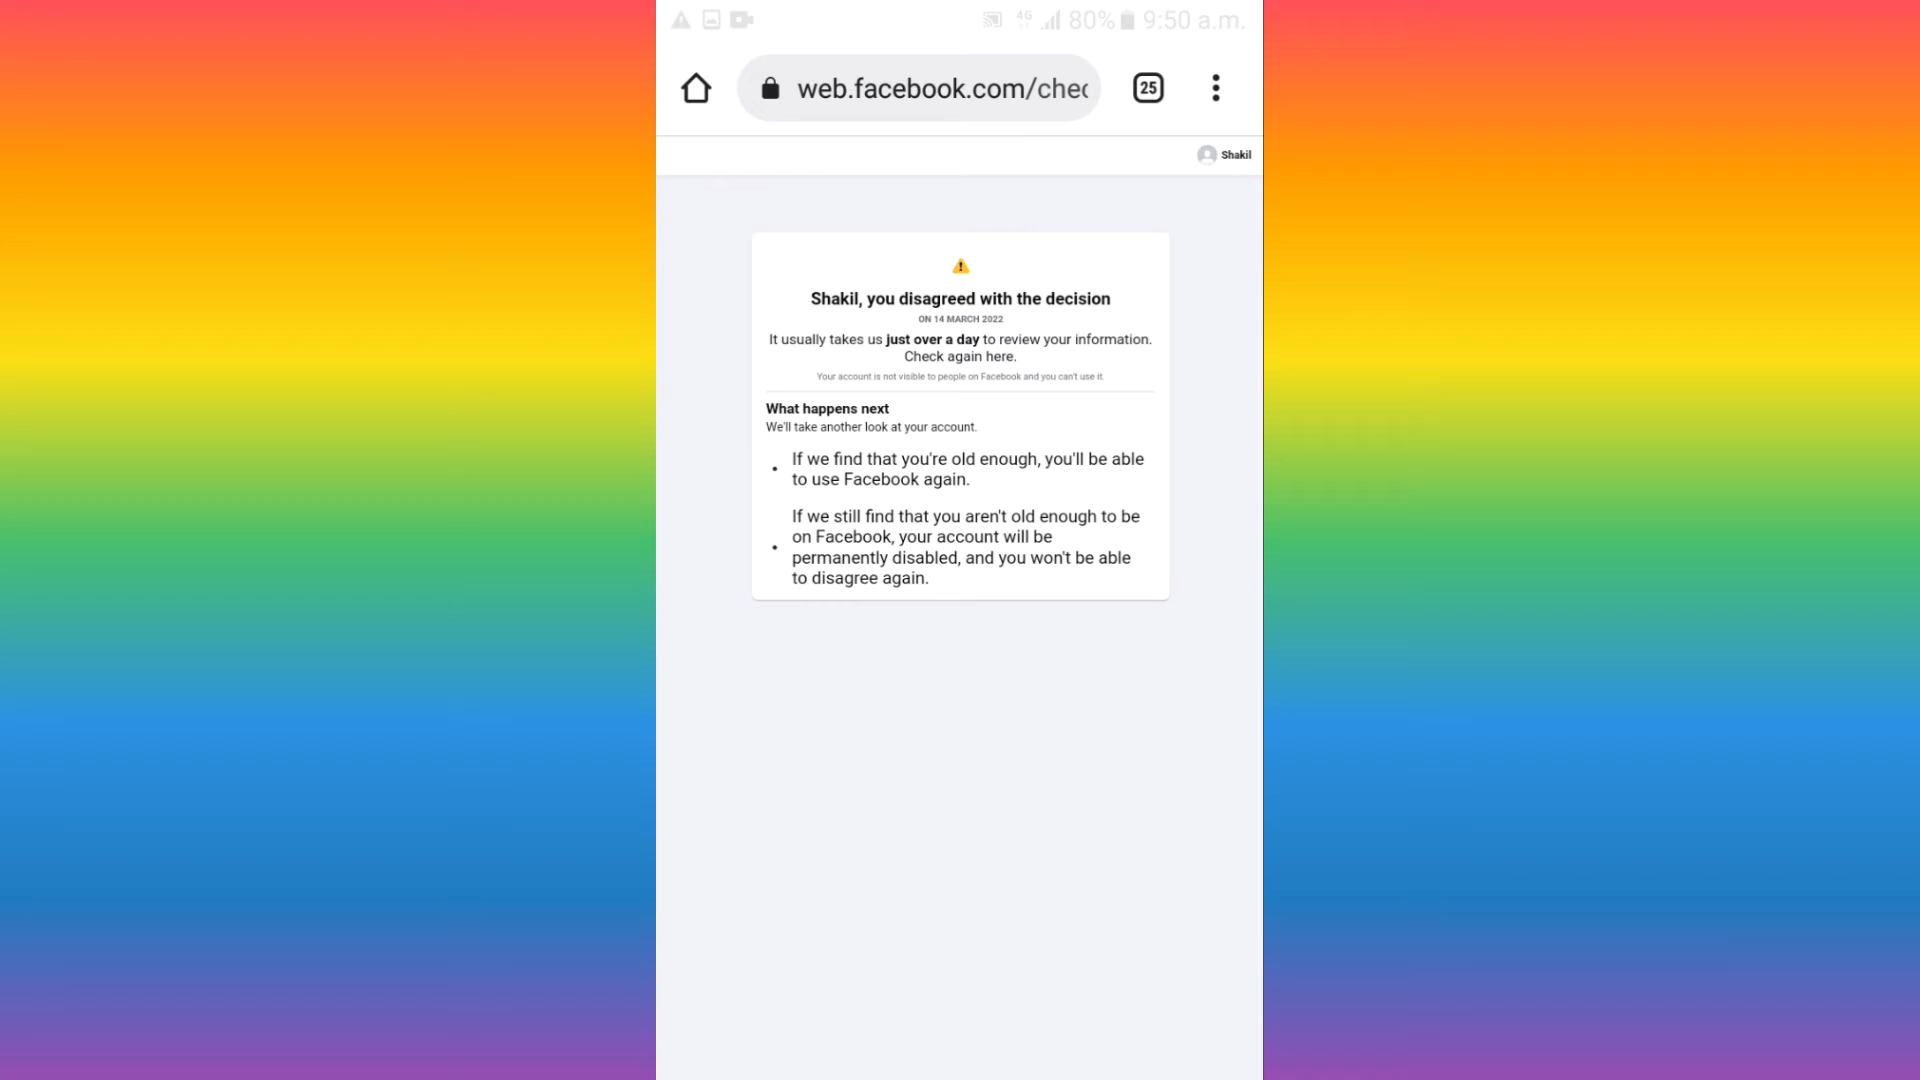 4G 80% 9:50 a.m.
web.facebook.com/chec
25
Shakil
Shakil, you disagreed with the decision
ON 14 MARCH 2022
It usually takes us just over a day to review your information.
Check again here.
Your account is not visible to people on Facebook and you can't use it.
What happens next
We'll take another look at your account.
• If we find that you're old enough, you'll be able
to use Facebook again.
If we still find that you aren't old enough to be
on Facebook, your account will be
• permanently disabled, and you won't be able
to disagree again.